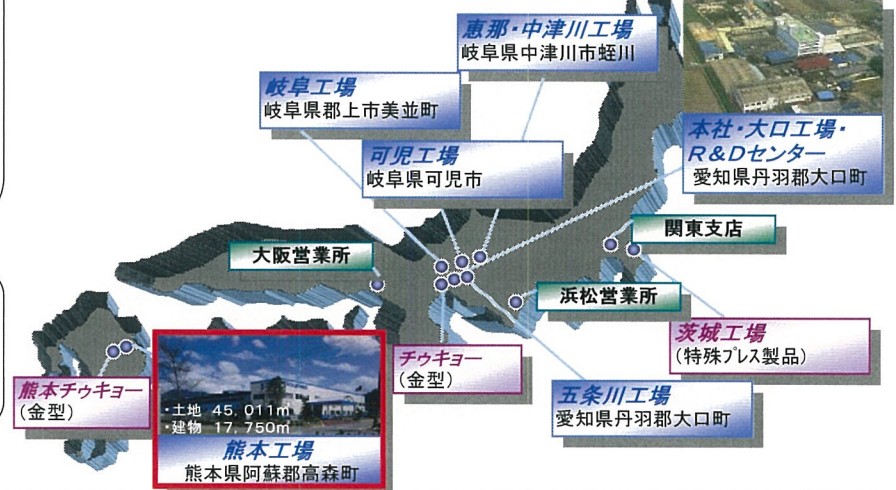 恵那・中津川工場
岐阜県中津川市蛭川
岐阜工場
岐阜県郡上市美並町
可児工場
岐阜県可児市
本社・大口工場・
R&Dセンター
愛知県丹羽郡大口町
関東支店
大阪営業所
浜松営業所
茨城工場
(特殊プレス製品)
チゥキョー
(金型)
熊本チゥキョー
(金型)
・土地 45,011㎡
・建物 17,750㎡
熊本工場
熊本県阿蘇郡高森町
五条川工場
愛知県丹羽郡大口町